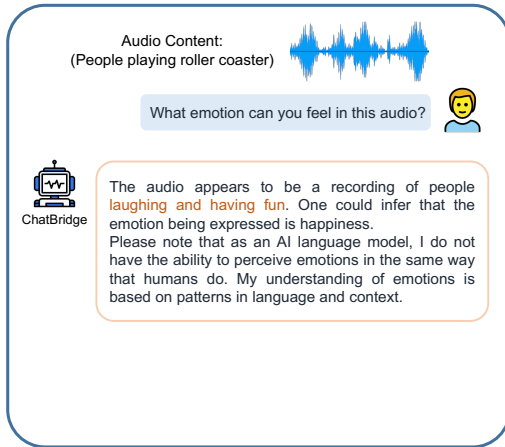 Audio Content:
(People playing roller coaster)
What emotion can you feel in this audio?
ChatBridge
The audio appears to be a recording of people
laughing and having fun. One could infer that the
emotion being expressed is happiness.
Please note that as an AI language model, I do not
have the ability to perceive emotions in the same way
that humans do. My understanding of emotions is
based on patterns in language and context.